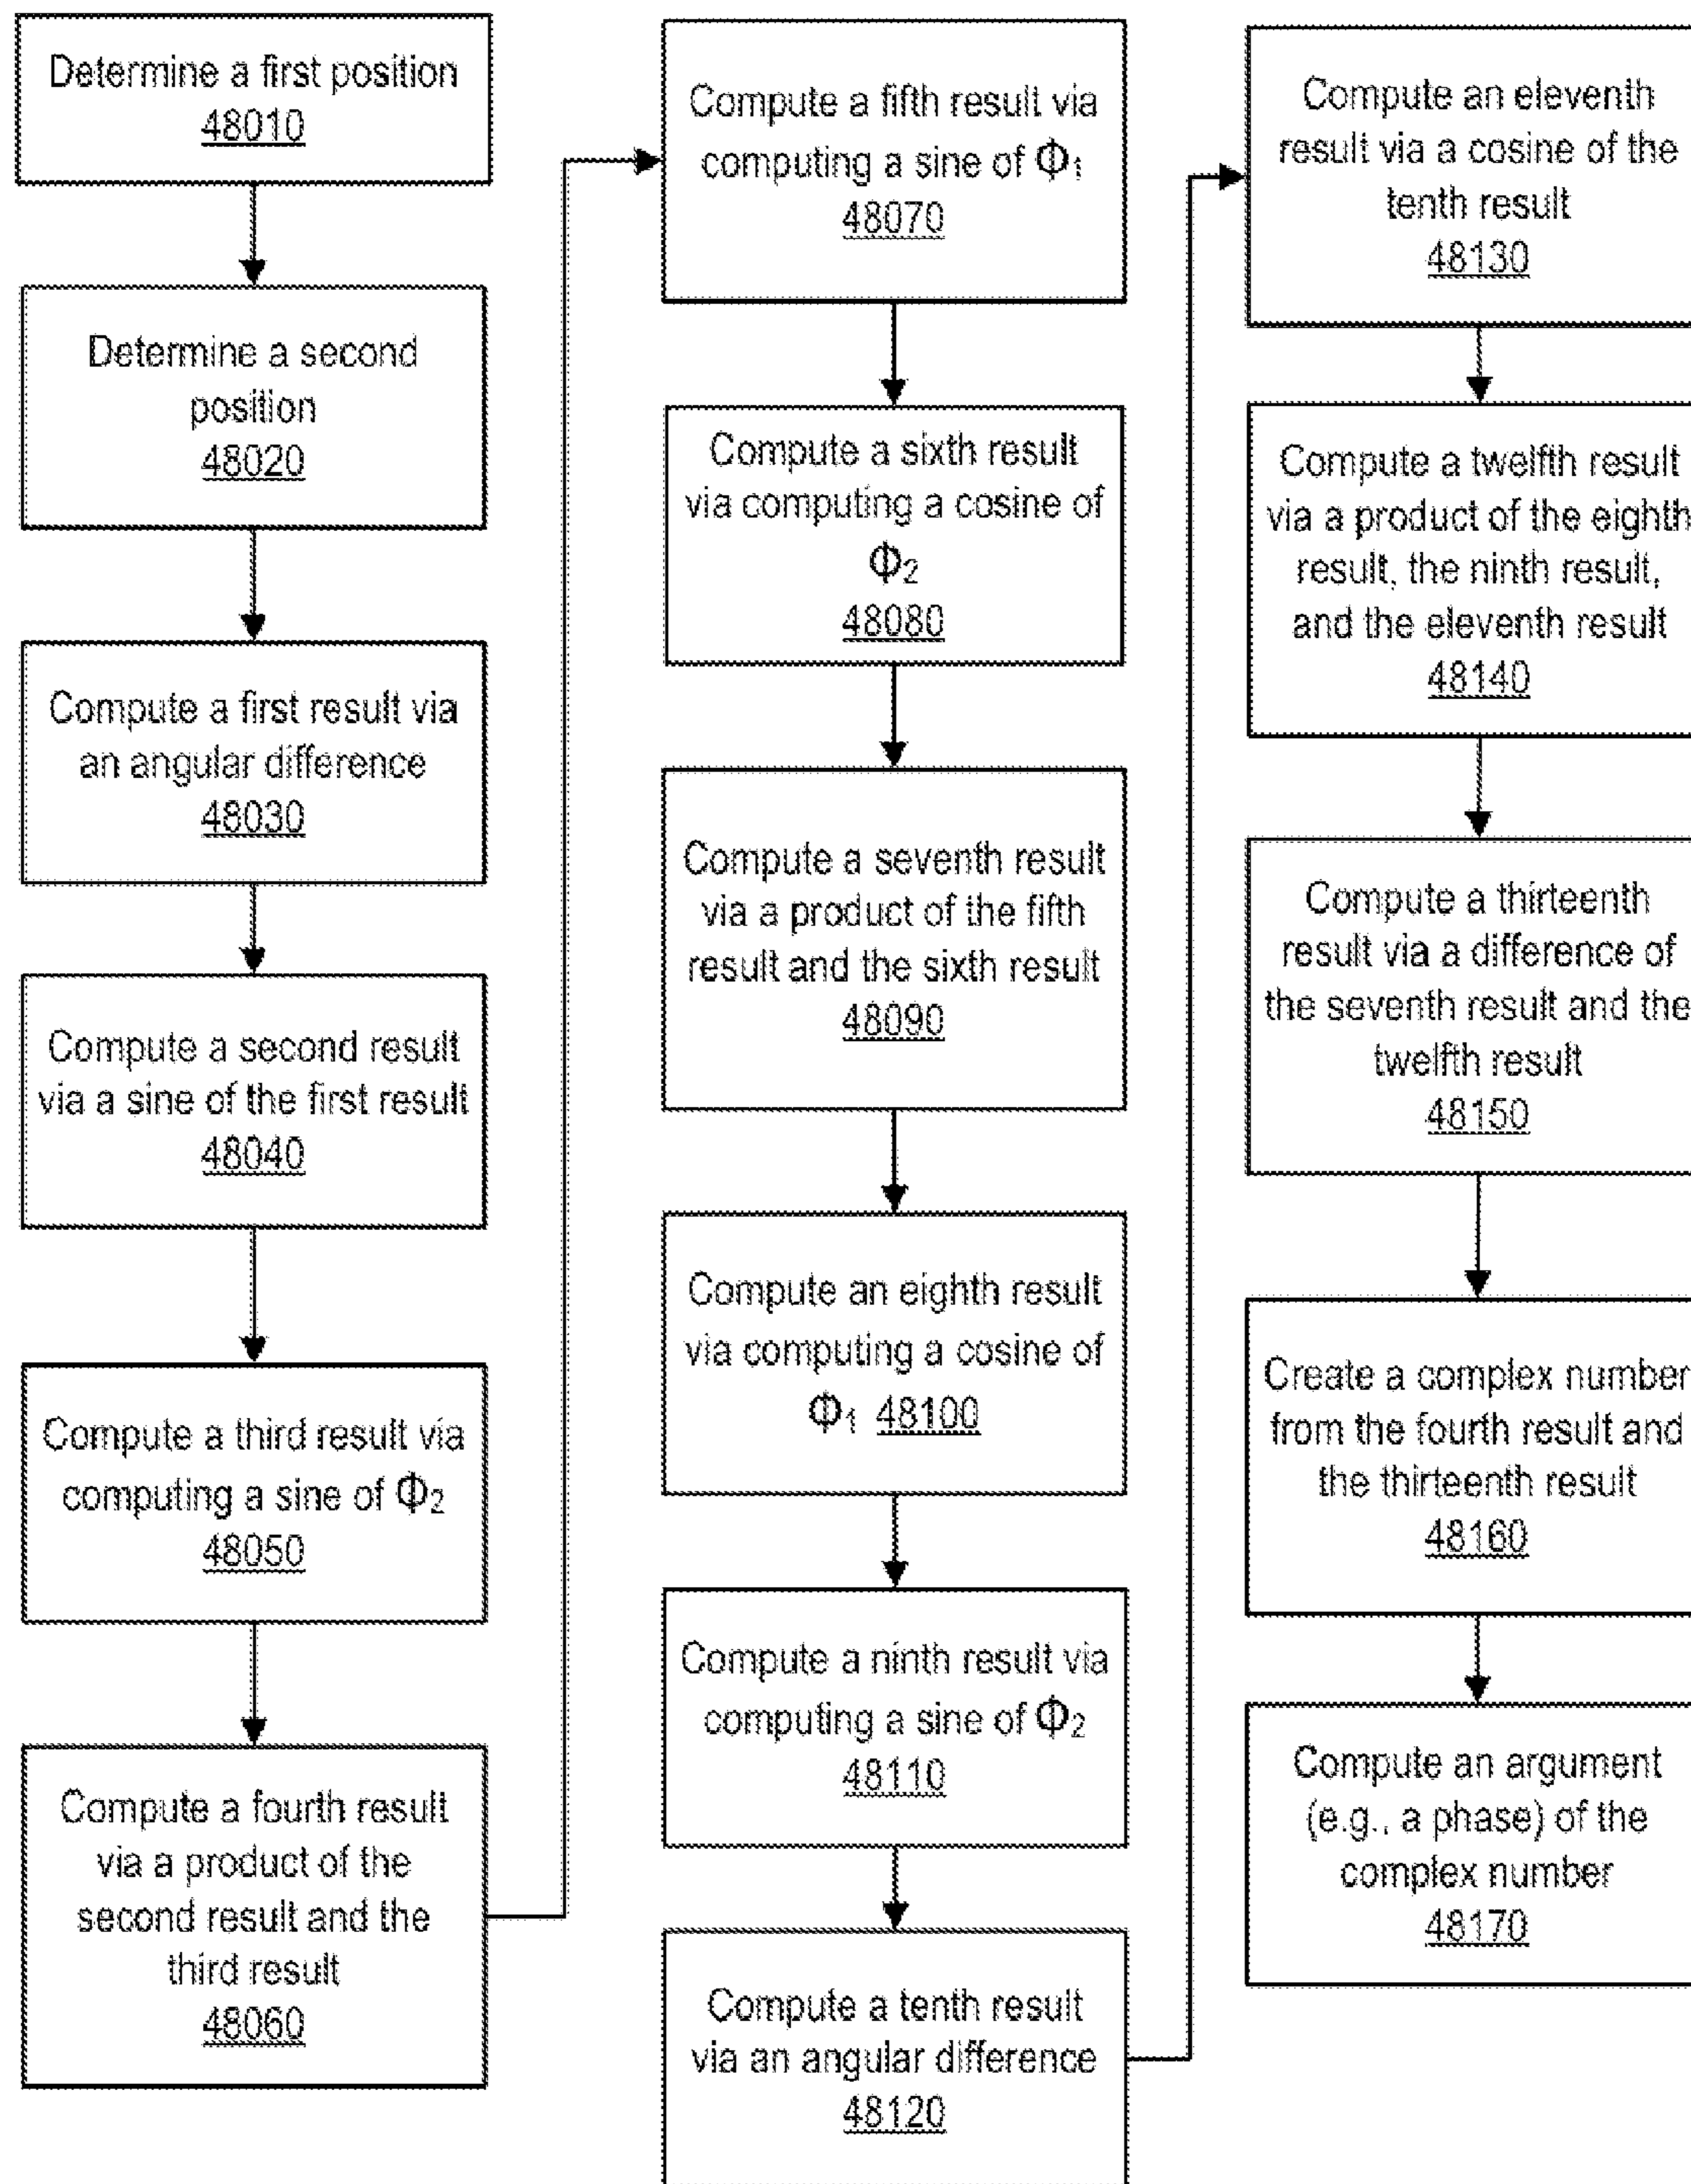 Determine a first position
48010
Determine a second
position
48020
Compute a first result via
an angular difference
48030
Compute a second result
via a sine of the first result
48040
Compute a third result via
computing a sine of Φ2
48050
Compute a fourth result
via a product of the
second result and the
third result
48060
Compute a fifth result via
computing a sine of Φ1
48070
Compute a sixth result
via computing a cosine of
Φ2
48080
Compute a seventh result
via a product of the fifth
result and the sixth result
48090
Compute an eighth result
via computing a cosine of
Φ1 48100
Compute a ninth result via
computing a sine of Φ2
48110
Compute a tenth result
via an angular difference
48120
Compute an eleventh
result via a cosine of the
tenth result
48130
Compute a twelfth result
via a product of the eighth
result, the ninth result,
and the eleventh result
48140
Compute a thirteenth
result via a difference of
the seventh result and the
twelfth result
48150
Create a complex number
from the fourth result and
the thirteenth result
48160
Compute an argument
(e.g., a phase) of the
complex number
48170